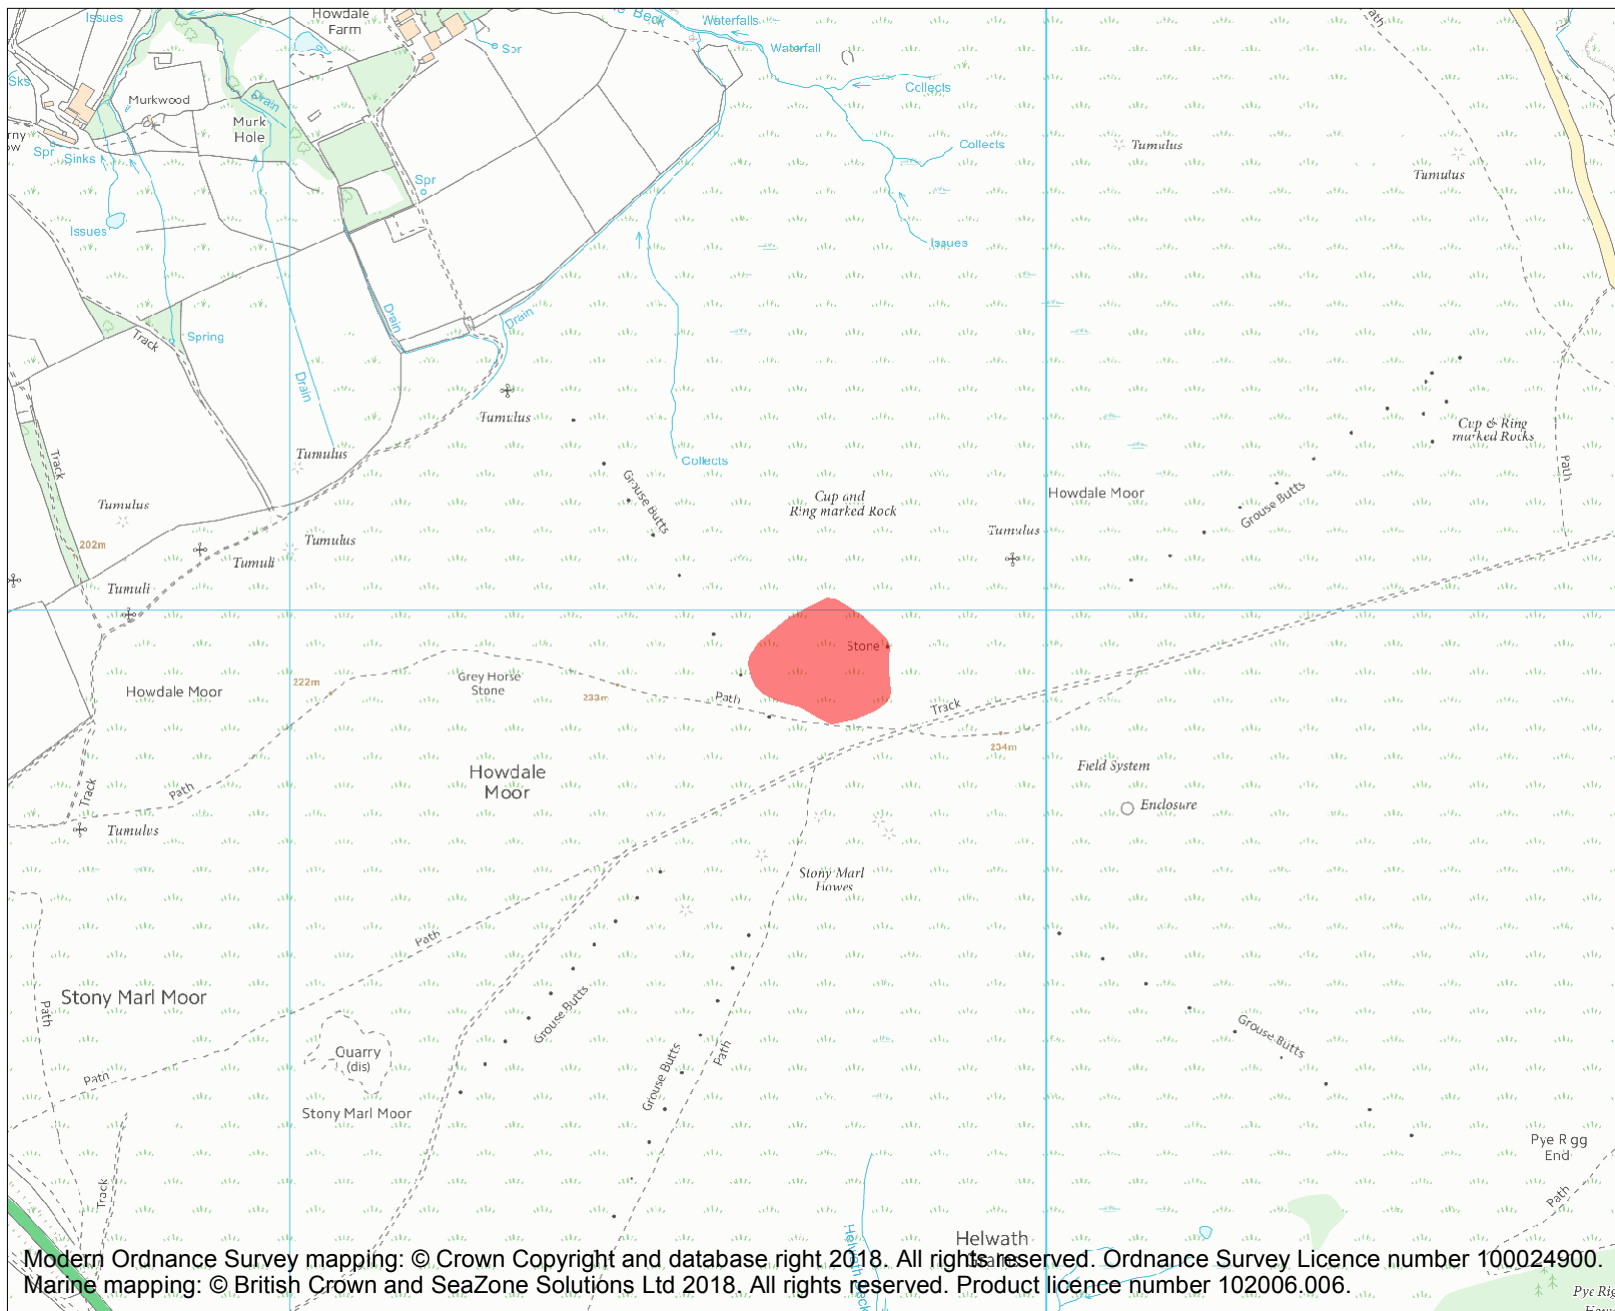 Issues
Howdale
Farm
Beck
Waterfalls
Path
Spr
Waterfall
Sks
Collects
Murkwood
Drain
Murk
Hole
Spr
Sinks
Collects
Tumulus
Tumulus
Spr
Issues
Issues
Drain
Drain
Spring
Track
Drain
Tumulus
Cup & Ring
marked Rocks
Tumulus
Collects
Track
Path
Grouse Butts
Cup and
Ring marked Rock
Howdale Moor
Grouse Butts
Tumulus
Tumulus
Tumulus
202m
Tumuli
Tumuli
Stone
Grey Horse
Stone
222m
Howdale Moor
233m
Path
Track
234m
Howdale
Moor
Field System
Track
Path
Enclosure
Tumulus
Stony Marl
Howes
Path
Stony Marl Moor
Path
Grouse Butts
Grouse Butts
Path
Grouse Butts
Quarry
(dis)
Path
Stony Marl Moor
Pye Rigg
End
Track
Path
Helwath
Grains
Helwath Beck
Modern Ordnance Survey mapping: © Crown Copyright and database right 2018. All rights reserved. Ordnance Survey Licence number 100024900.
Marine mapping: © British Crown and SeaZone Solutions Ltd 2018. All rights reserved. Product licence number 102006.006.
Pye Rig